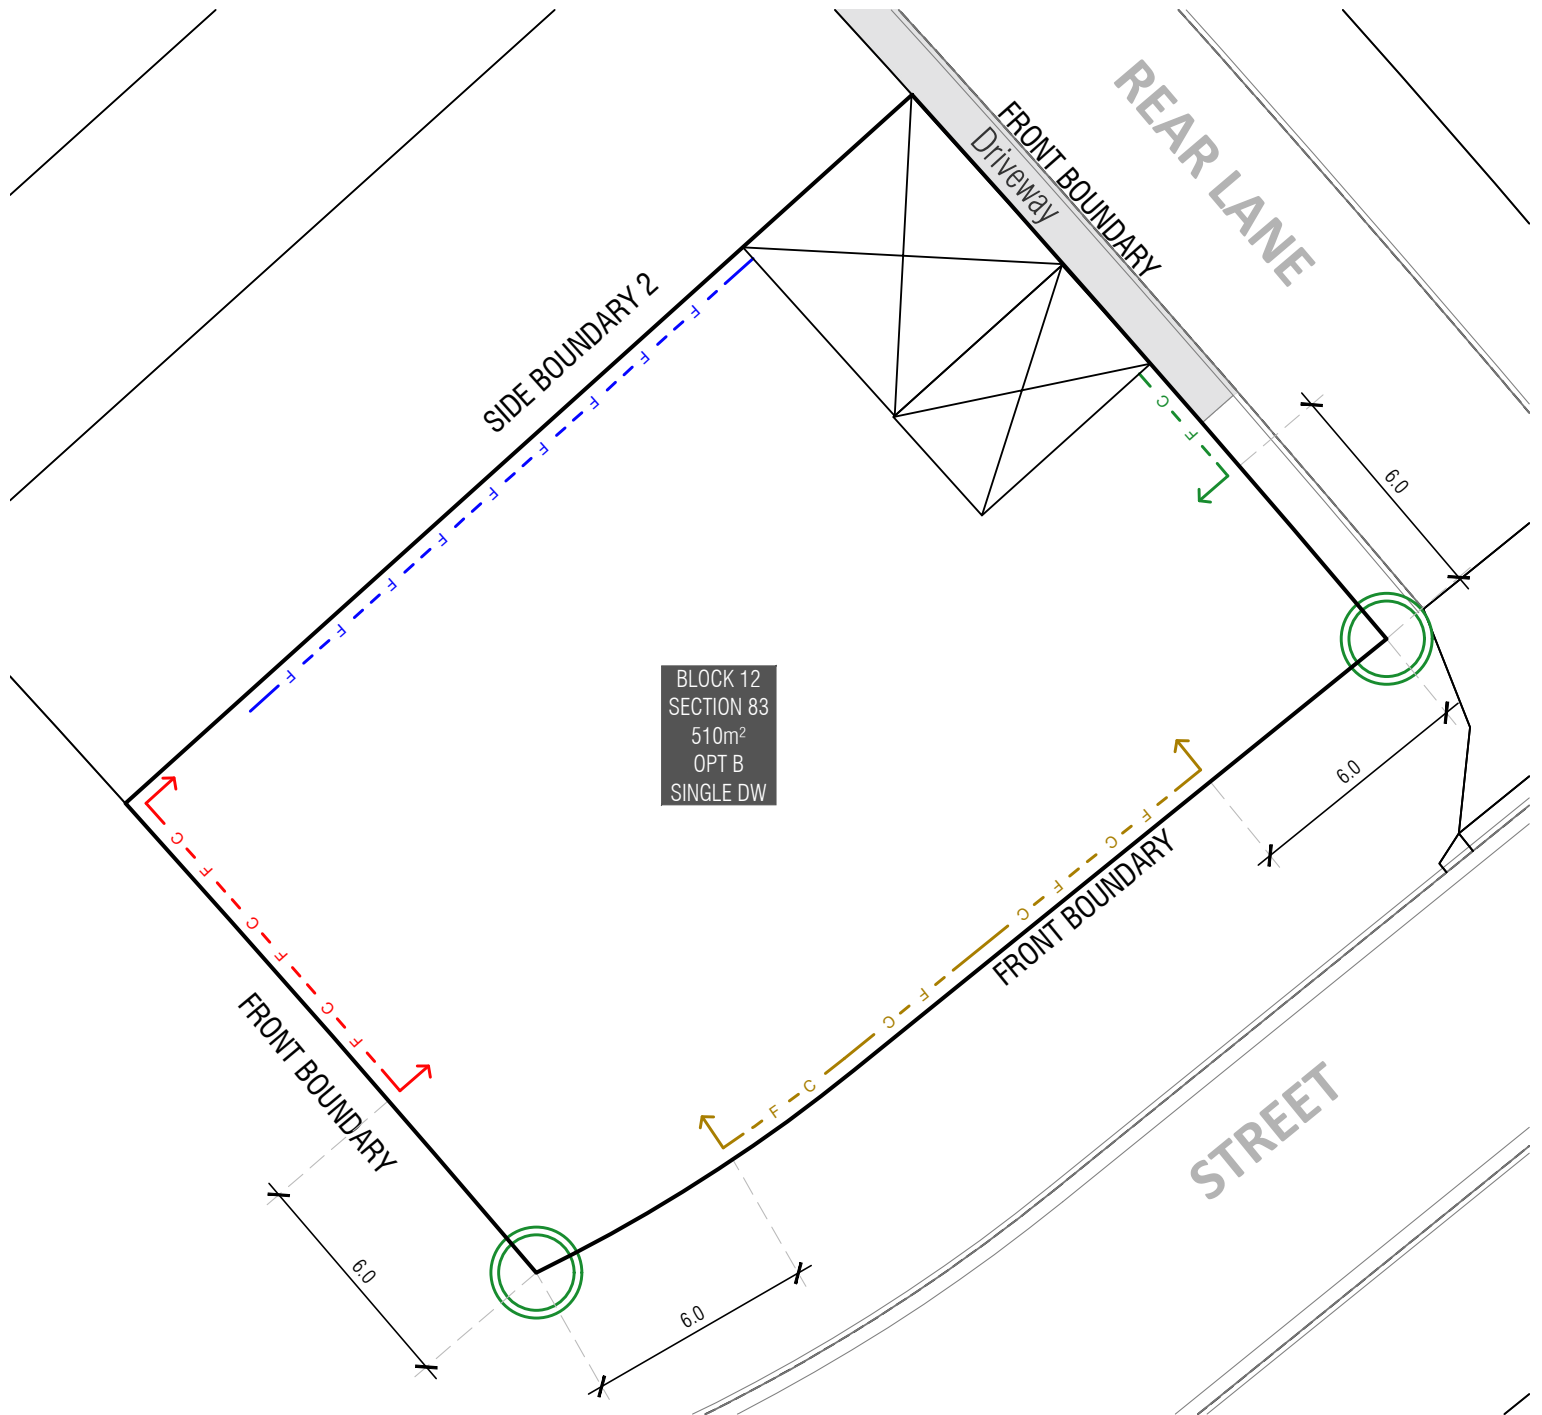 REAR LANE
FRONT BOUNDARY
Driveway
SIDE BOUNDARY 2
F
F
F
F
F
F
F
F
F
C
F
6.0
BLOCK 12
SECTION 83
510m²
OPT B
SINGLE DW
6.0
F
C
F
C
F
C
F
C
FRONT BOUNDARY
C
F
C
F
C
F
FRONT BOUNDARY
STREET
6.0
6.0